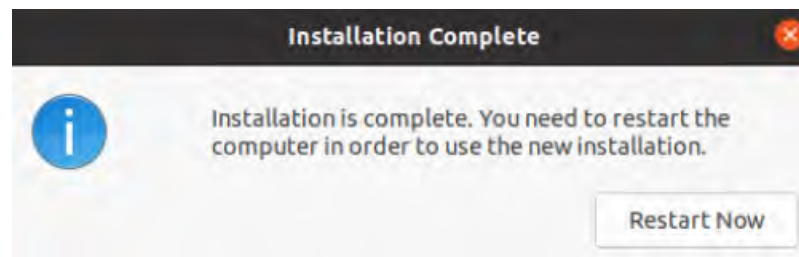 Installation Complete
Installation is complete. You need to restart the
computer in order to use the new installation.
Restart Now